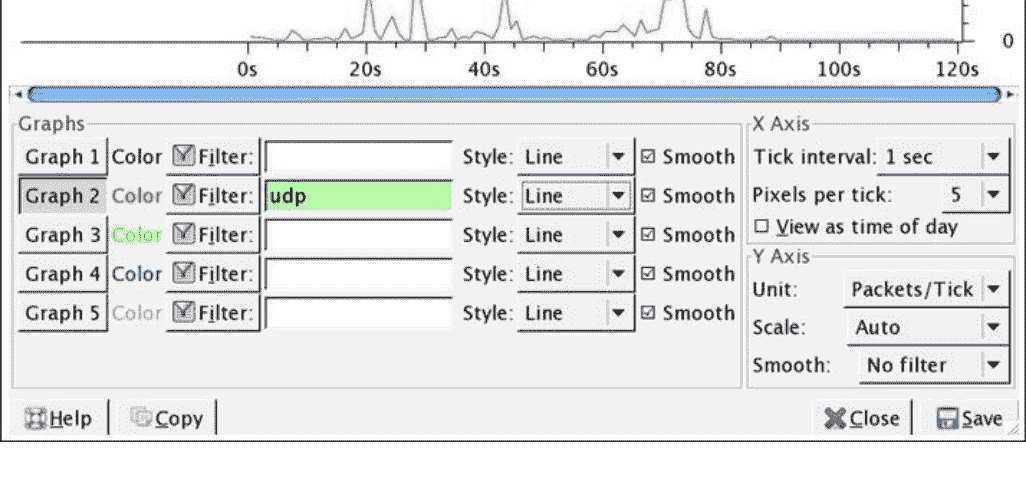 0
0s 20s 40s 60s 80s 100s 120s
Graphs
Graph 1 Color Filter: Style: Line Smooth
Graph 2 Color Filter: udp Style: Line Smooth
Graph 3 Color Filter: Style: Line Smooth
Graph 4 Color Filter: Style: Line Smooth
Graph 5 Color Filter: Style: Line Smooth
X Axis
Tick interval: 1 sec
Pixels per tick: 5
View as time of day
Y Axis
Unit: Packets/Tick
Scale: Auto
Smooth: No filter
Help Copy Close Save